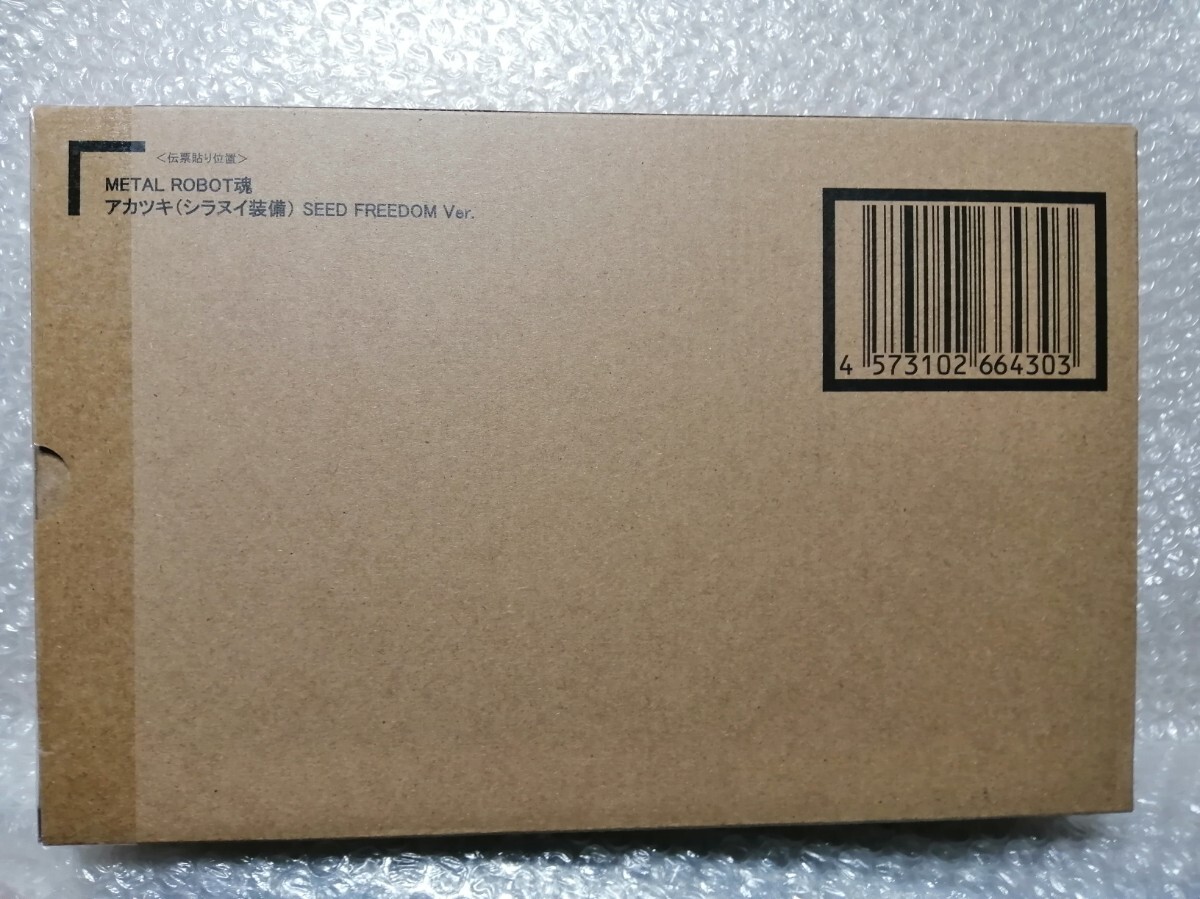 ＜伝票貼り位置＞
METAL ROBOT魂
アカツキ（シラヌイ装備） SEED FREEDOM Ver.
4 573102 664303